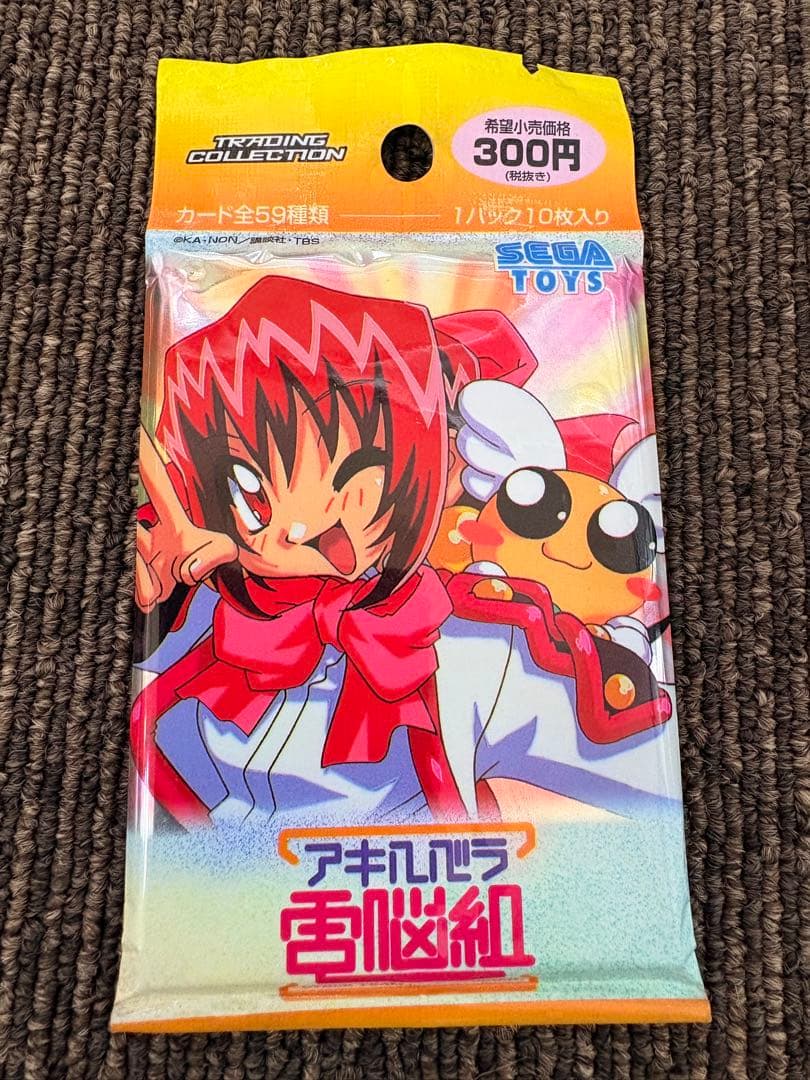 TRADING
COLLECTION
希望小売価格
300円
(税抜き)
カード全59種類
1パック10枚入り
©KA・NON／講談社・TBS
SEGA
TOYS
アキハバラ
電脳組